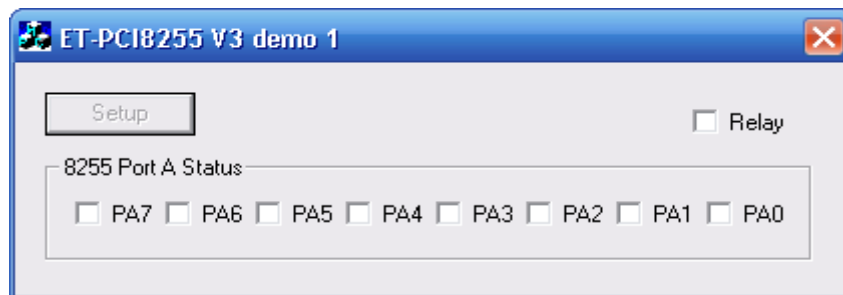 ET-PCI8255 V3 demo 1
Setup
Relay
8255 Port A Status
PA7 PA6 PA5 PA4 PA3 PA2 PA1 PA0